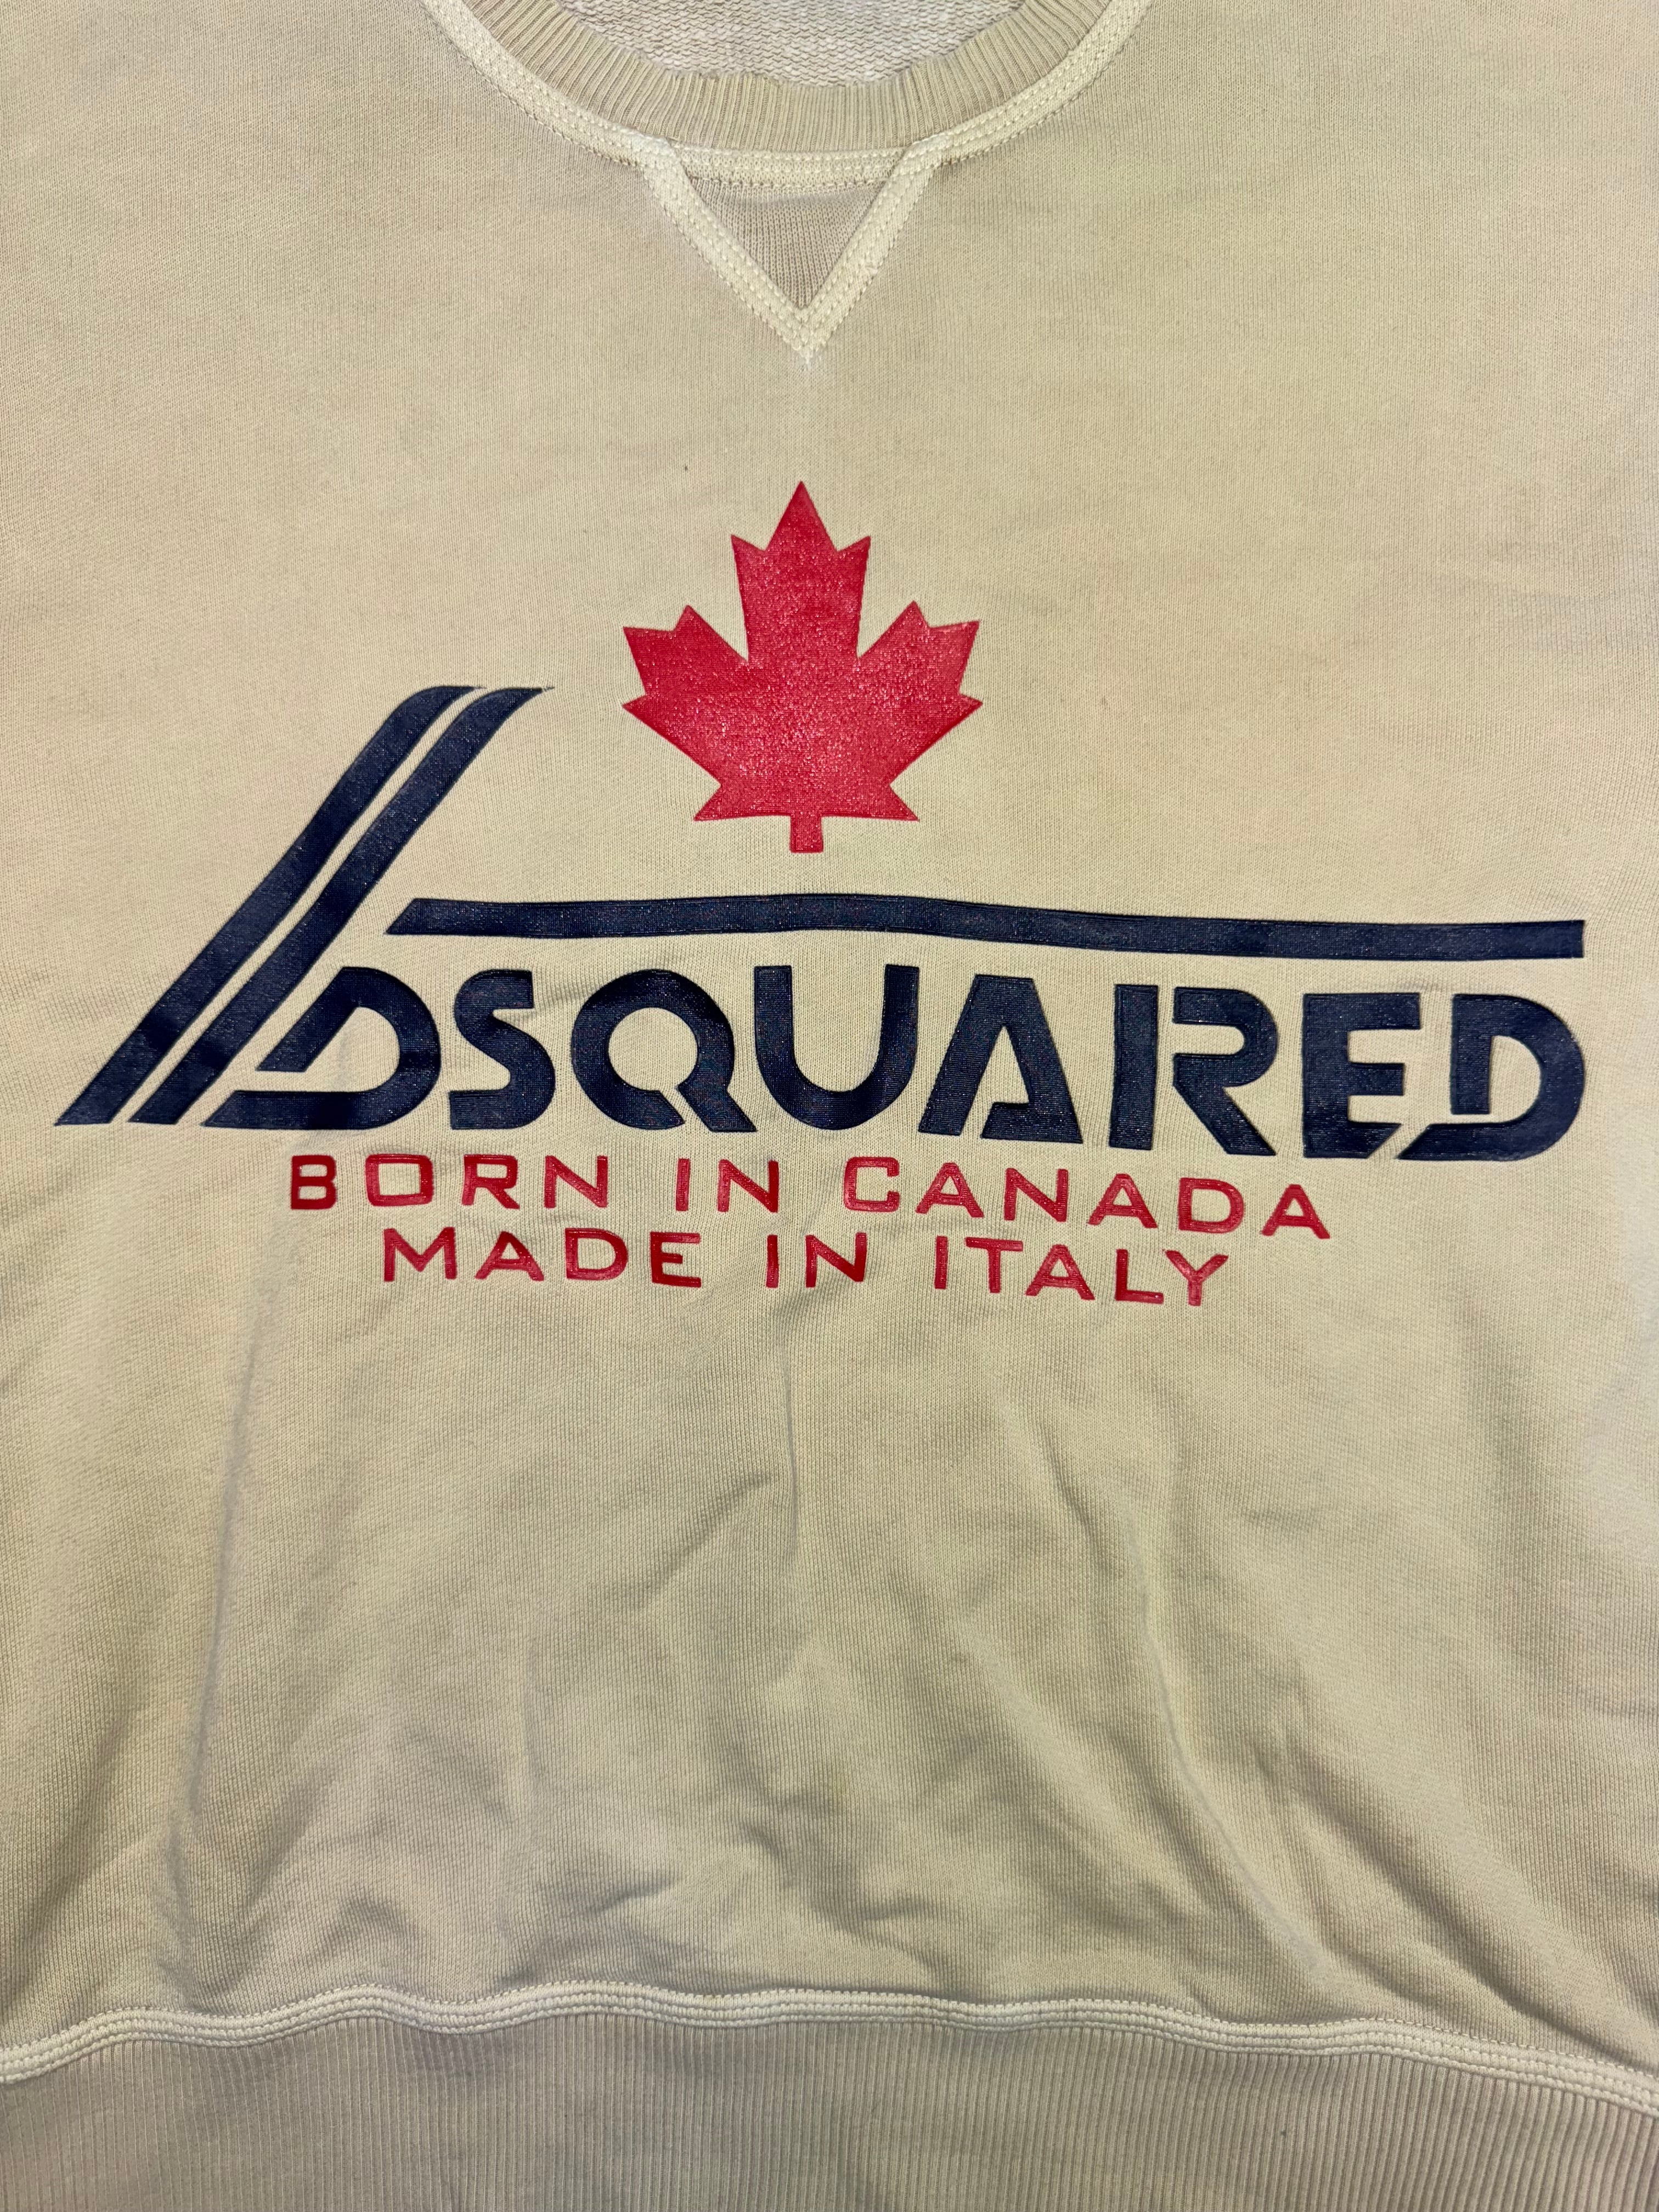 DSQUARED
BORN IN CANADA
MADE IN ITALY